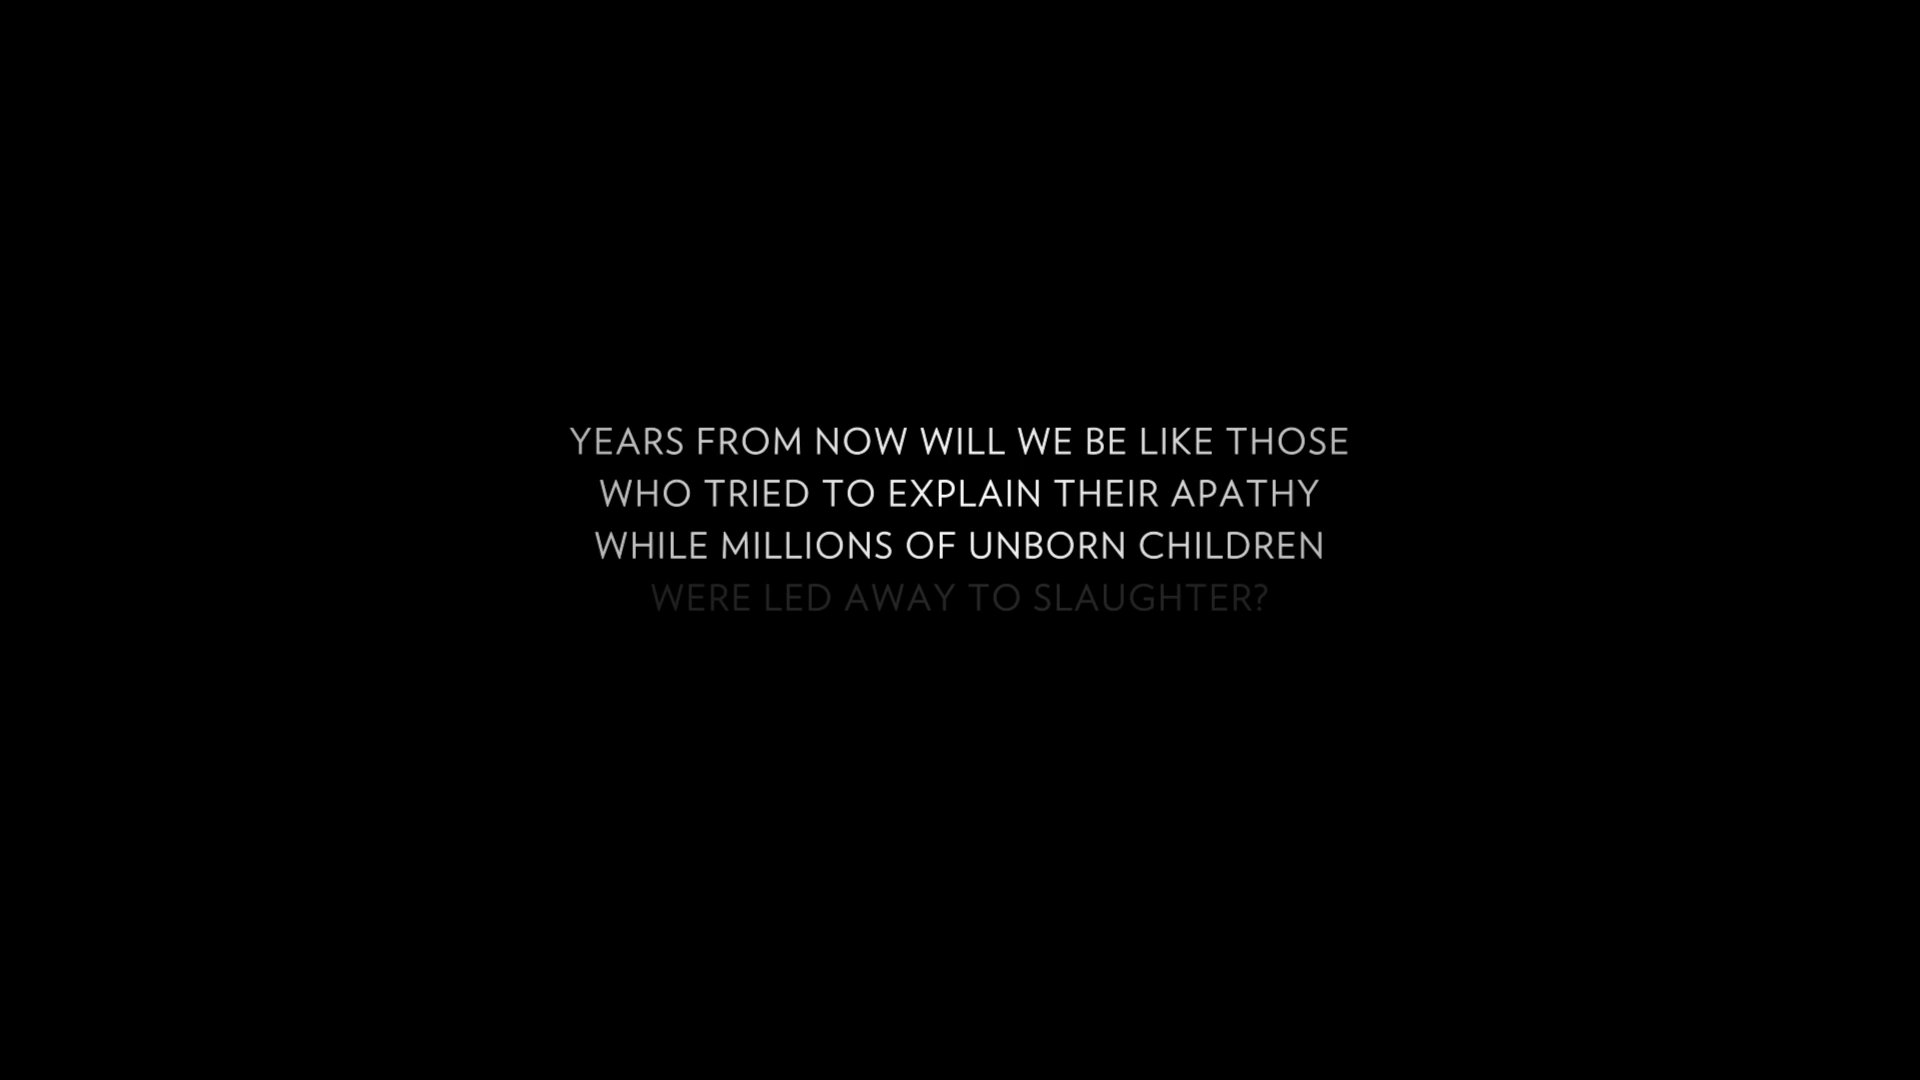 YEARS FROM NOW WILL WE BE LIKE THOSE
WHO TRIED TO EXPLAIN THEIR APATHY
WHILE MILLIONS OF UNBORN CHILDREN
WERE LED AWAY TO SLAUGHTER?